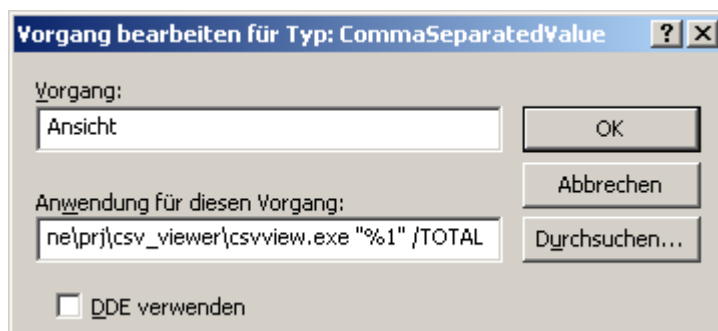 Vorgang bearbeiten für Typ: CommaSeparatedValue
Vorgang:
Ansicht
OK
Abbrechen
Anwendung für diesen Vorgang:
ne\prj\csv_viewer\csvview.exe "%1" /TOTAL
Durchsuchen...
DDE verwenden